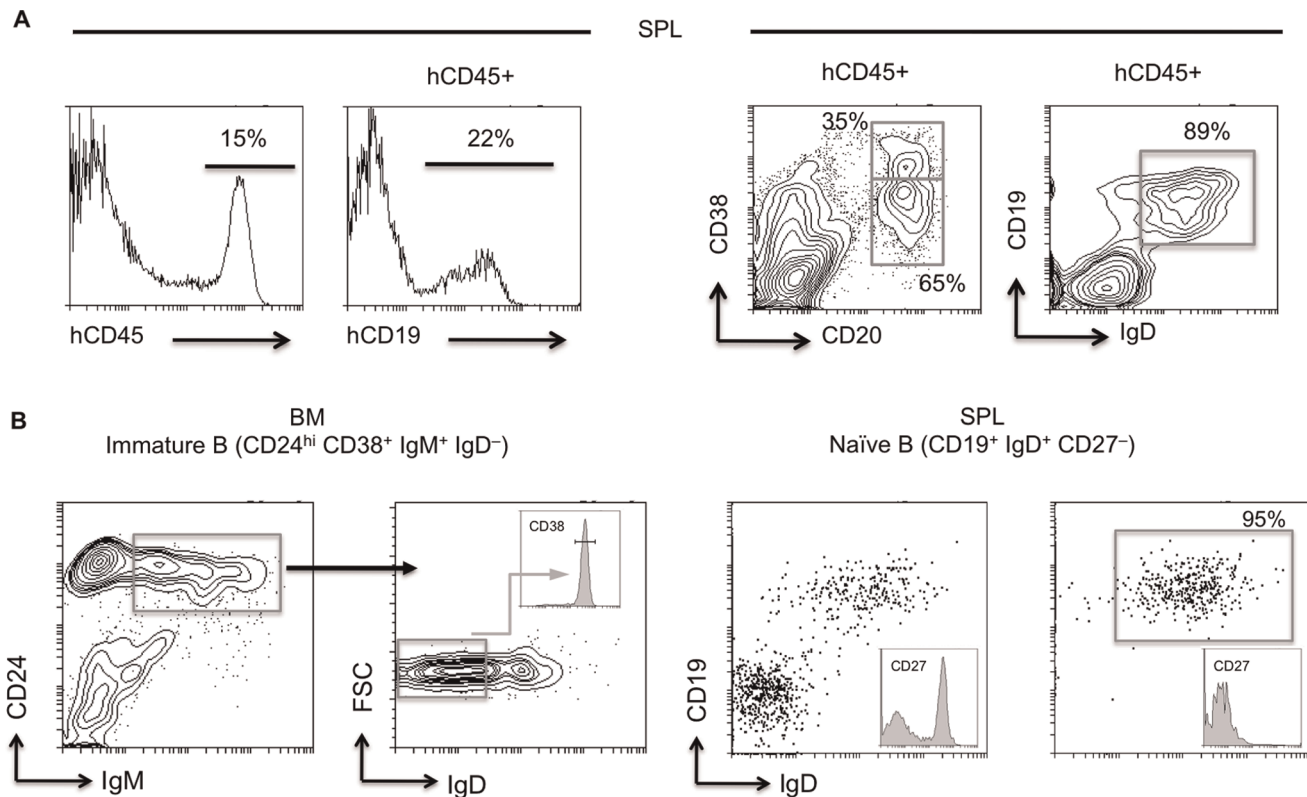 A
SPL
hCD45+
hCD45+
hCD45+
15%
22%
35%
65%
89%
hCD45
hCD19
CD38
CD20
CD19
IgD
B
BM
Immature B (CD24hi CD38+ IgM+ IgD–)
SPL
Naïve B (CD19+ IgD+ CD27–)
CD38
95%
CD27
CD27
CD24
IgM
FSC
IgD
CD19
IgD